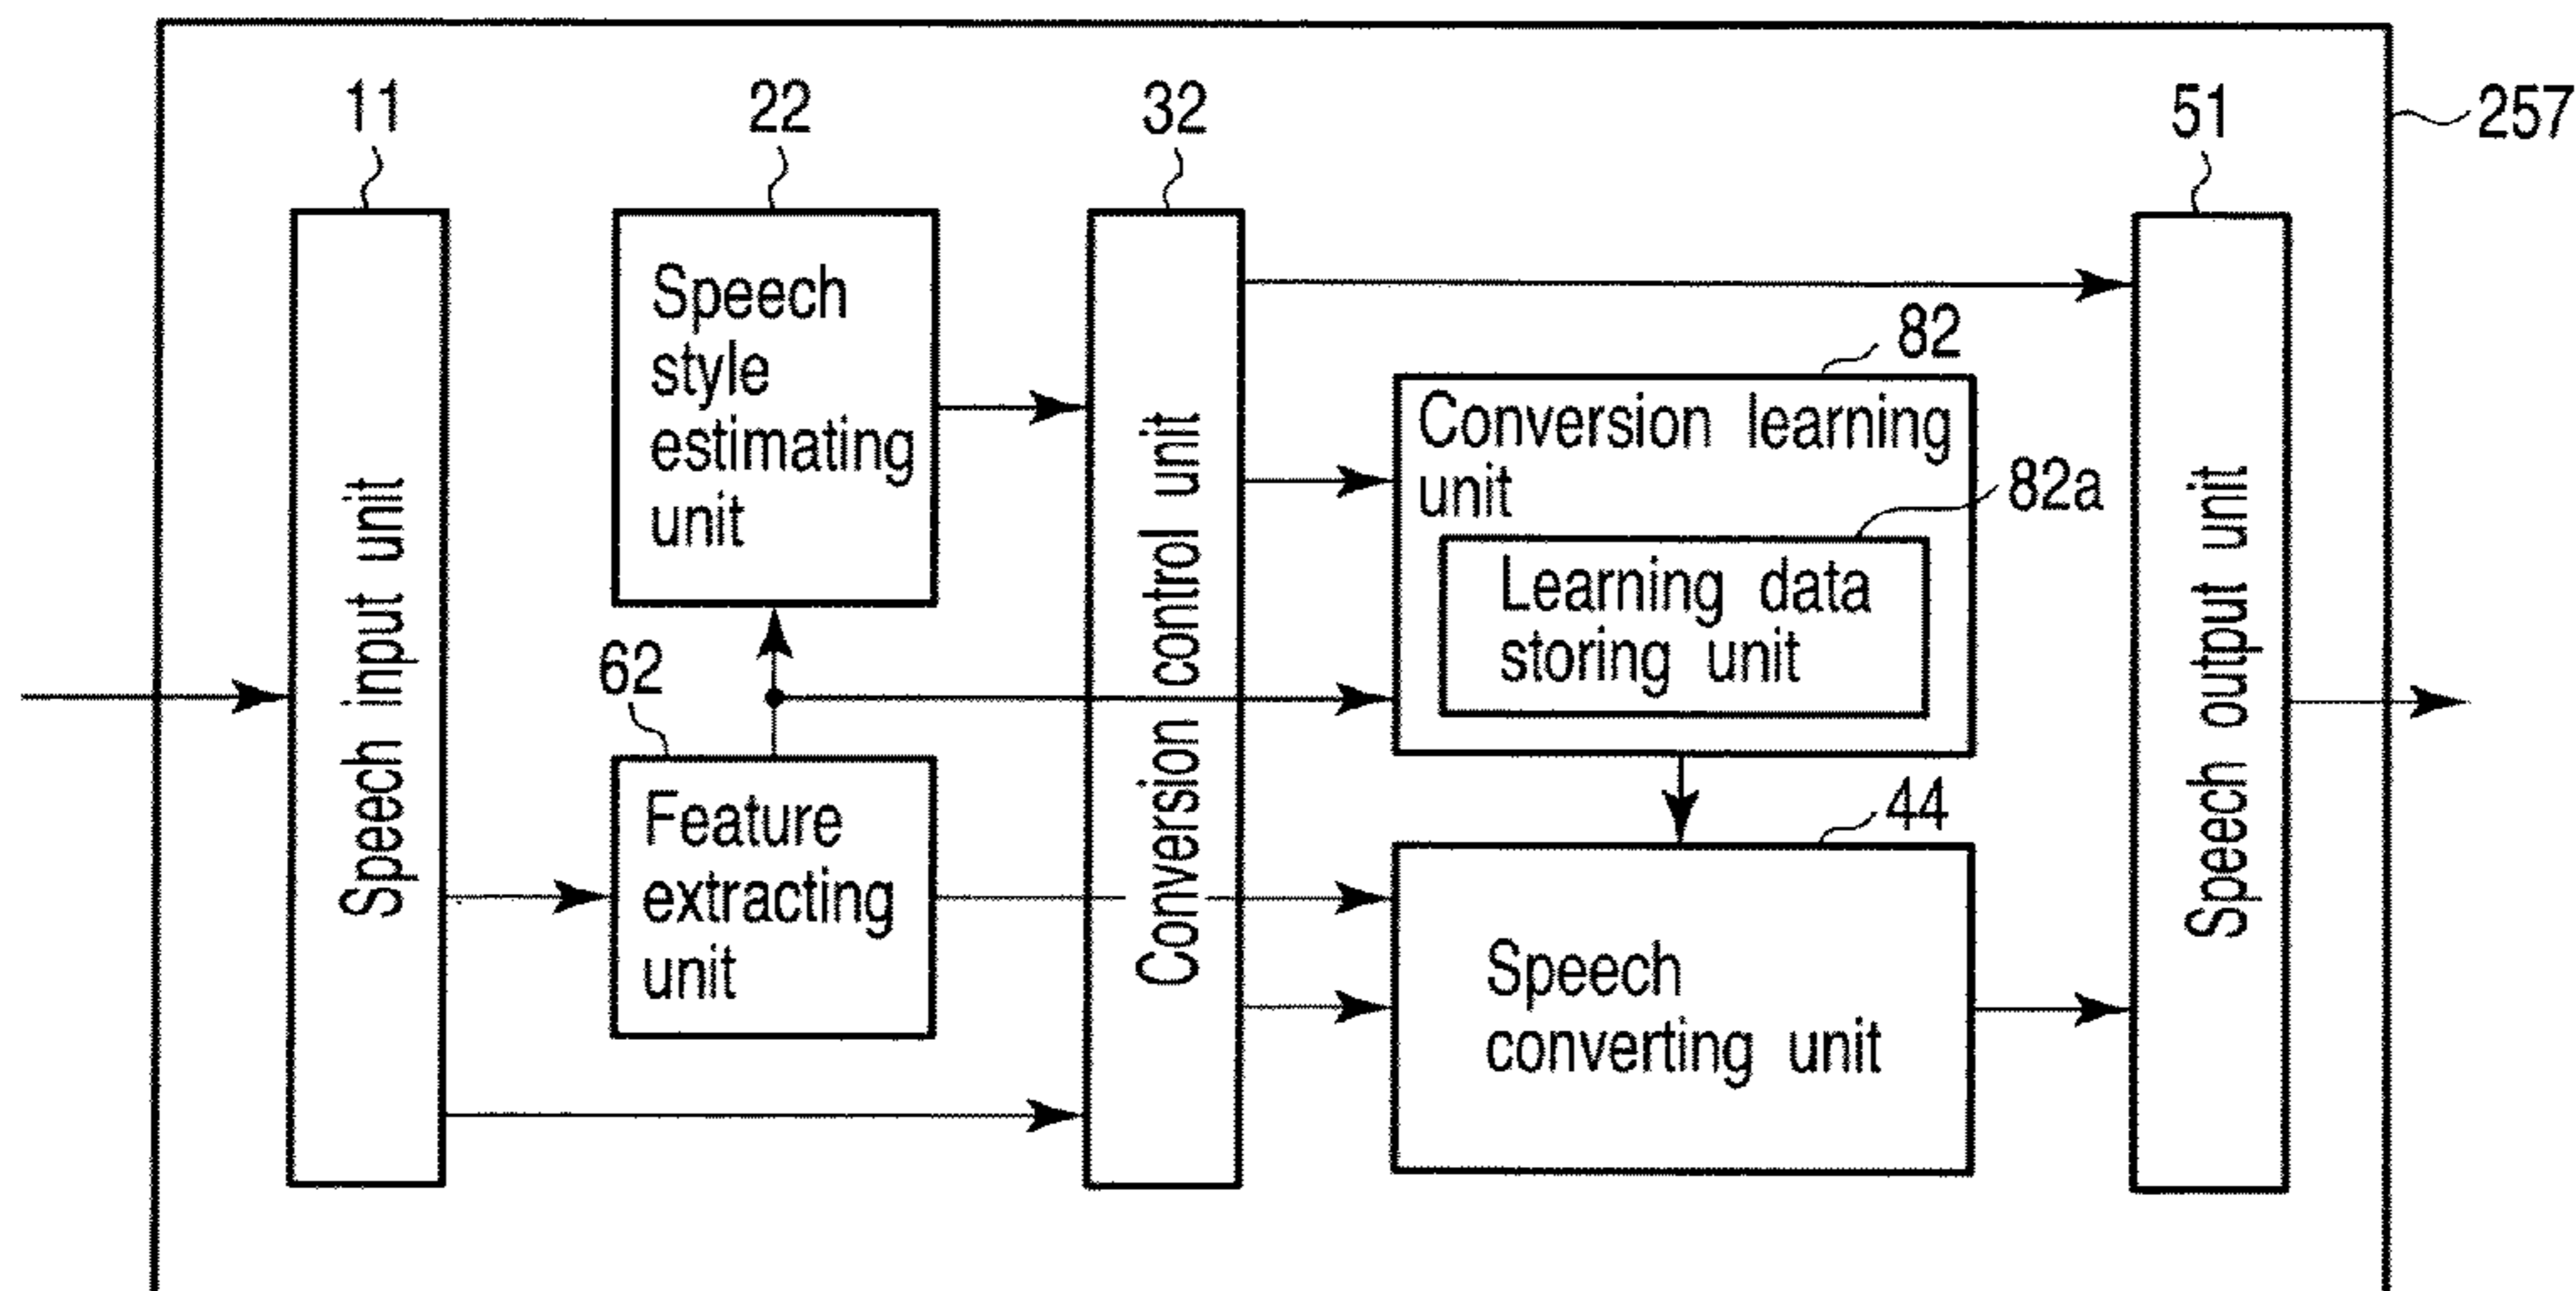 11
22
32
51
257
Speech input unit
Speech
style
estimating
unit
Conversion control unit
82
Conversion learning
unit
82a
Learning data
storing unit
62
Feature
extracting
unit
44
Speech
converting unit
Speech output unit